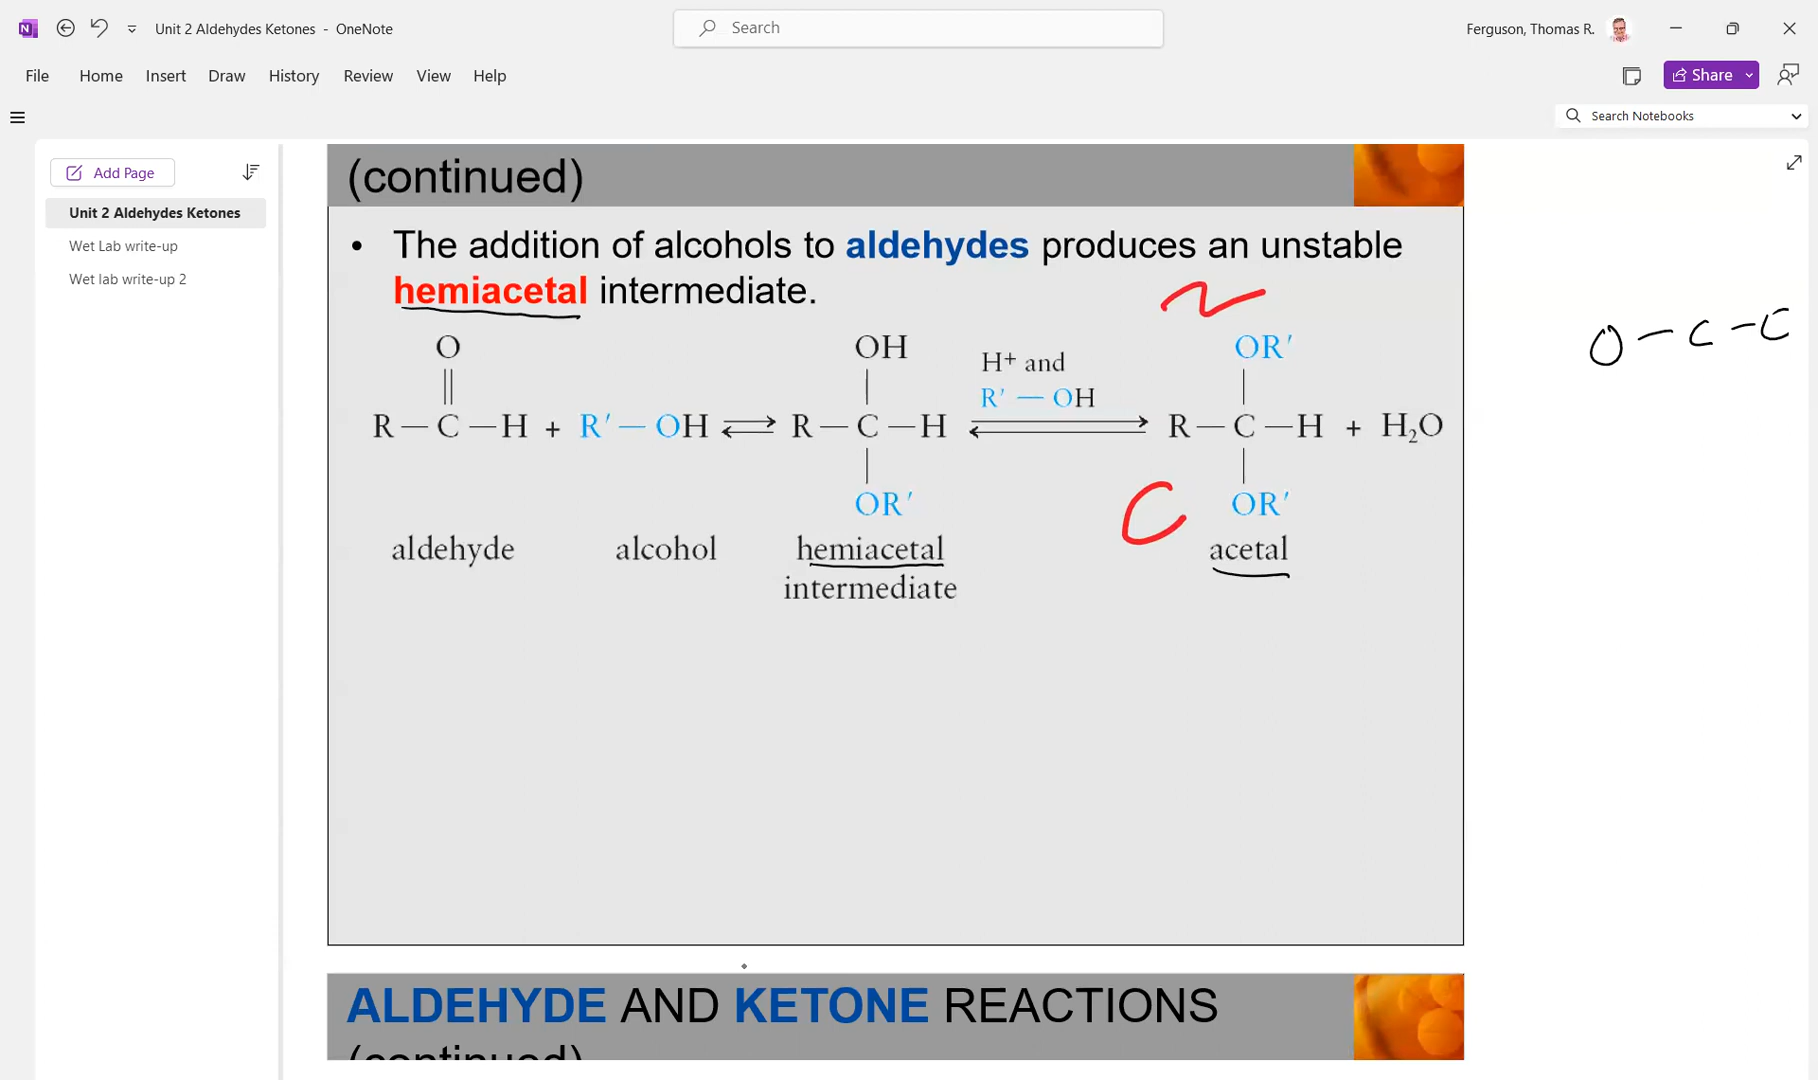 Unit 2 Aldehydes Ketones - OneNote
Search
Ferguson, Thomas R.
File Home Insert Draw History Review View Help
Share
Search Notebooks
Add Page
Unit 2 Aldehydes Ketones
Wet Lab write-up
Wet lab write-up 2
(continued)
• The addition of alcohols to aldehydes produces an unstable
hemiacetal intermediate.
O — C — C
O OH H⁺ and OR′
R′ — OH
R — C — H + R′ — OH ⇌ R — C — H ⇌ R — C — H + H₂O
OR′ C OR′
aldehyde alcohol hemiacetal acetal
intermediate
ALDEHYDE AND KETONE REACTIONS
(continued)